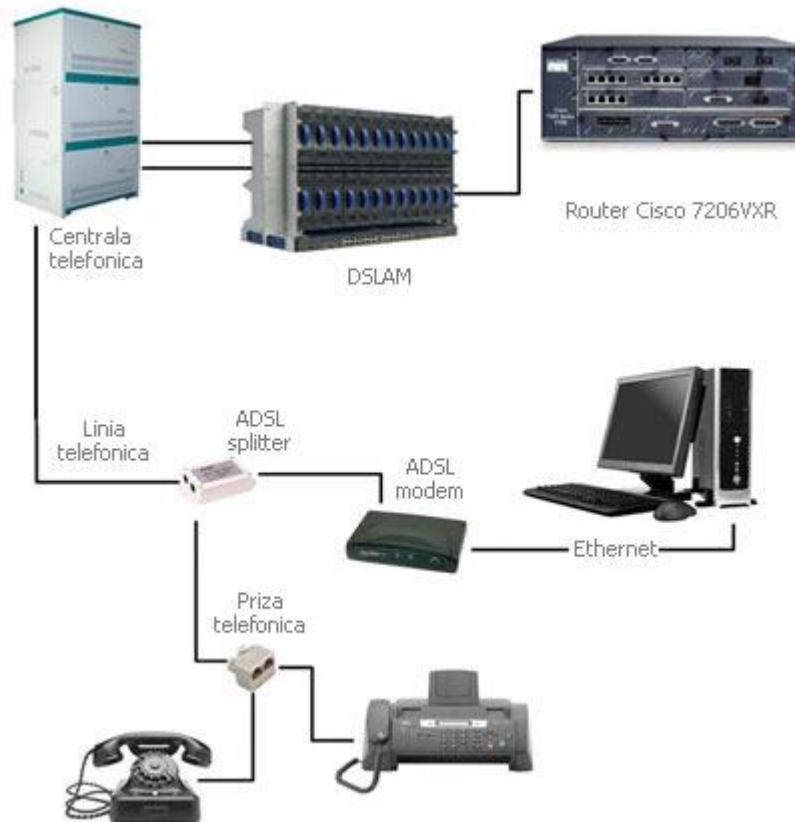 Router Cisco 7206VXR
Centrala
telefonica
DSLAM
Linia
telefonica
ADSL
splitter
ADSL
modem
Ethernet
Priza
telefonica